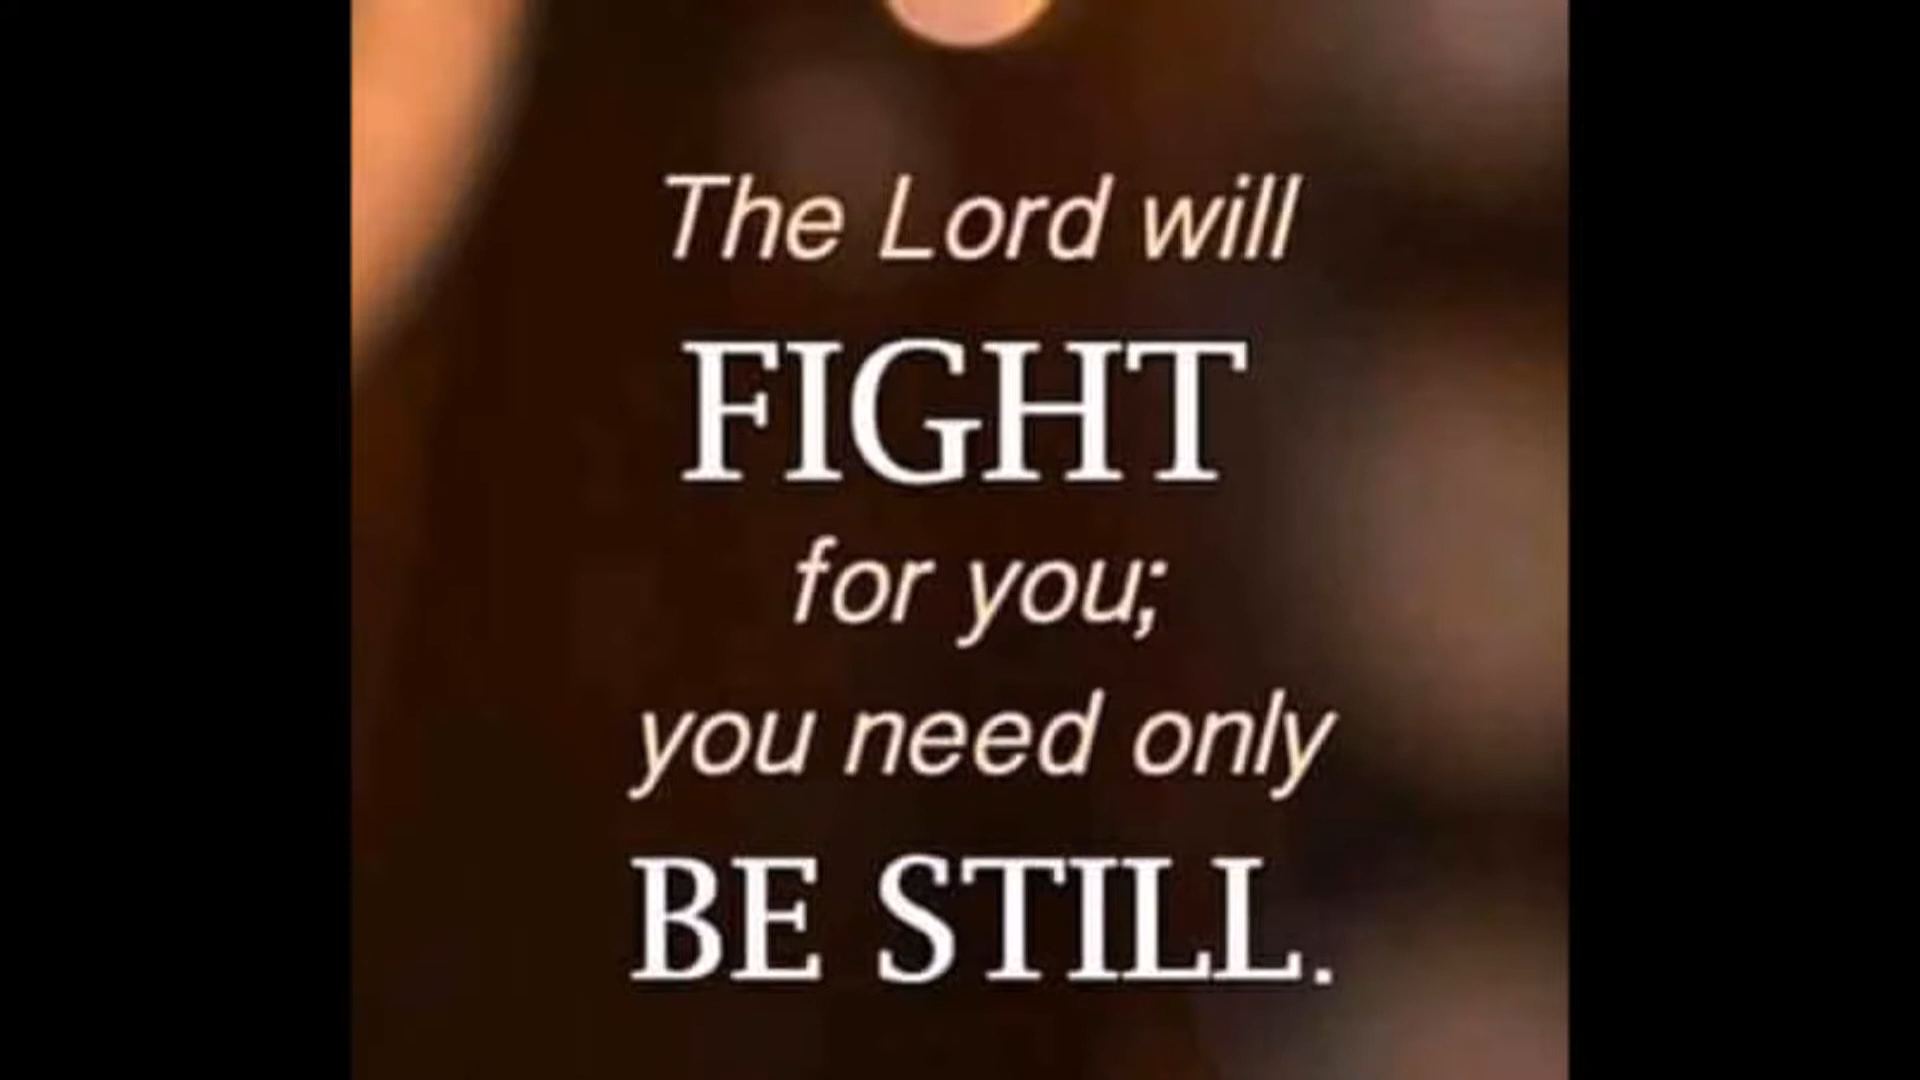 The Lord will
FIGHT
for you;
you need only
BE STILL.